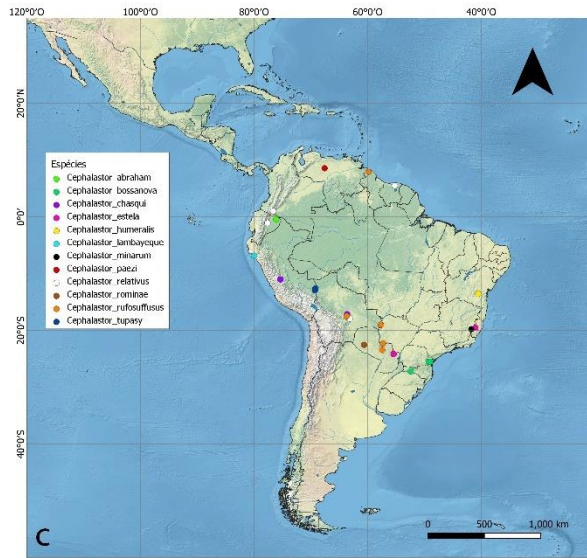 120°0°O 100°0°O 80°0°O 60°0°O 40°0°O
20°0°N
0°0°
20°0°S
40°0°S
Espécies
Cephalastor_abraham
Cephalastor_bossanova
Cephalastor_chasqui
Cephalastor_estela
Cephalastor_humeralis
Cephalastor_lambayeque
Cephalastor_minarum
Cephalastor_paezi
Cephalastor_relativus
Cephalastor_rominae
Cephalastor_rufosuffusus
Cephalastor_tupasy
C
0 500 1,000 km